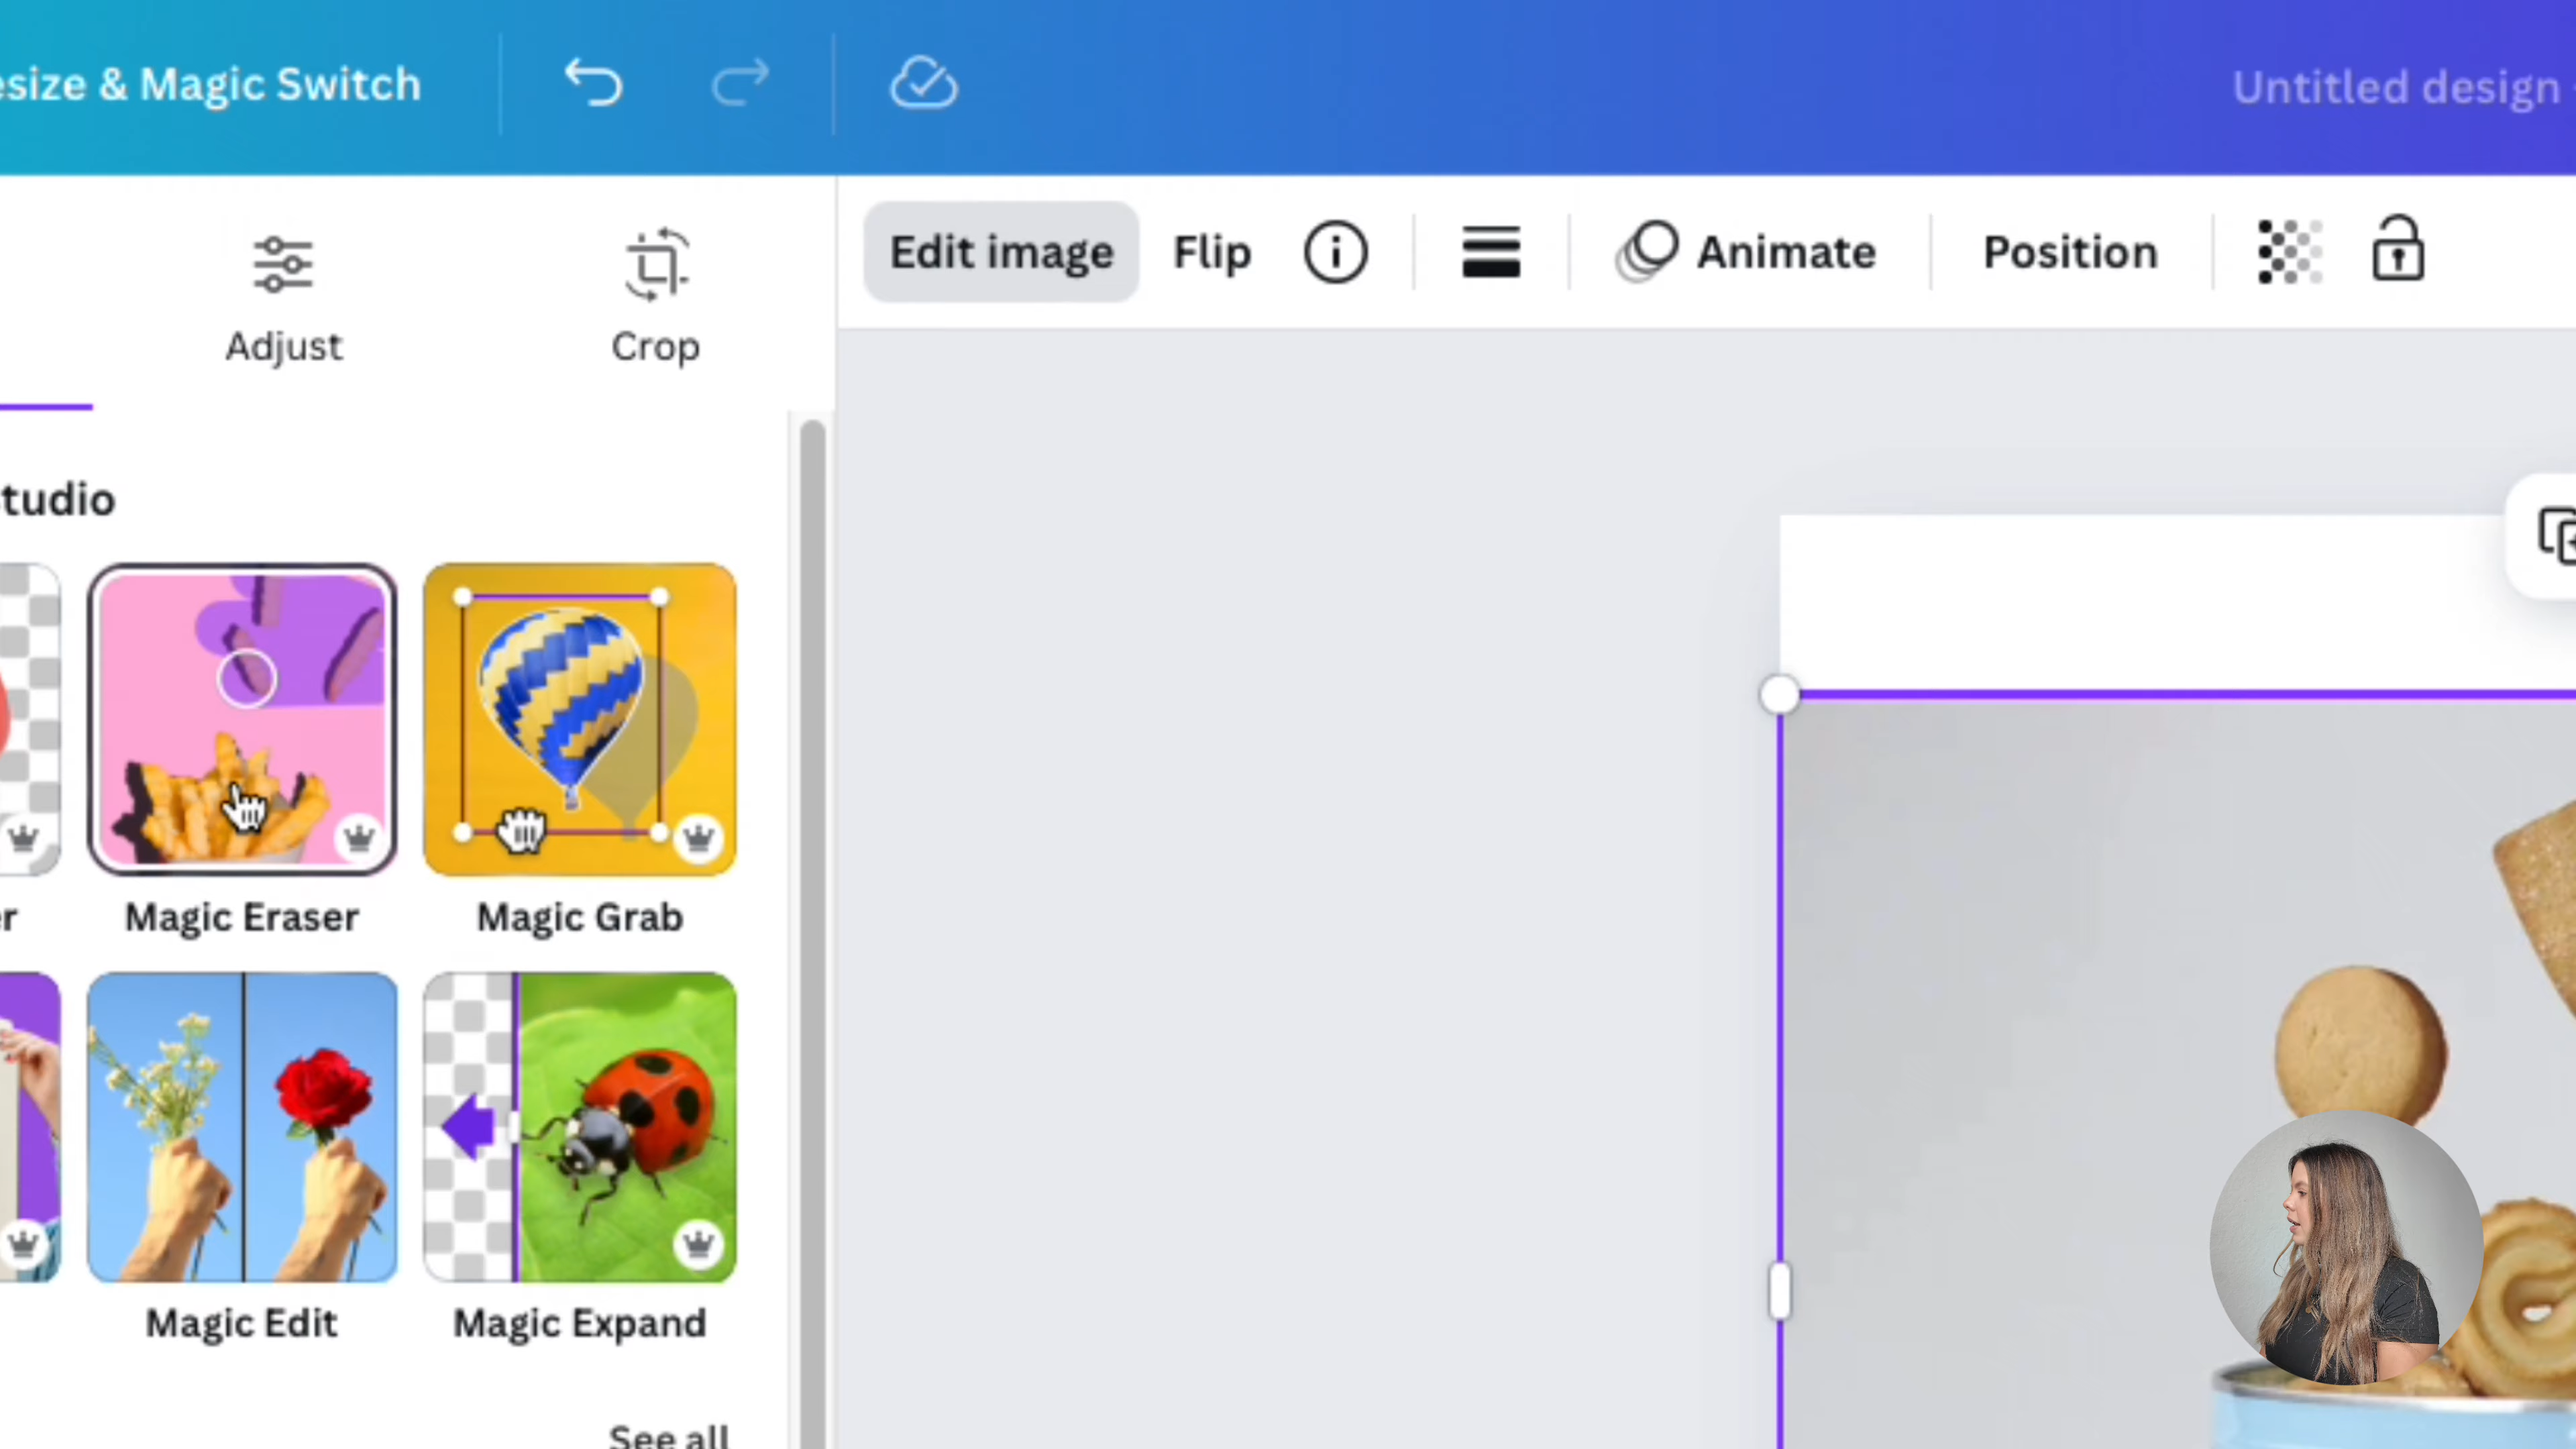 esize & Magic Switch
Untitled design
Adjust
Crop
Edit image
Flip
Animate
Position
tudio
Magic Eraser
Magic Grab
er
Magic Edit
Magic Expand
See all